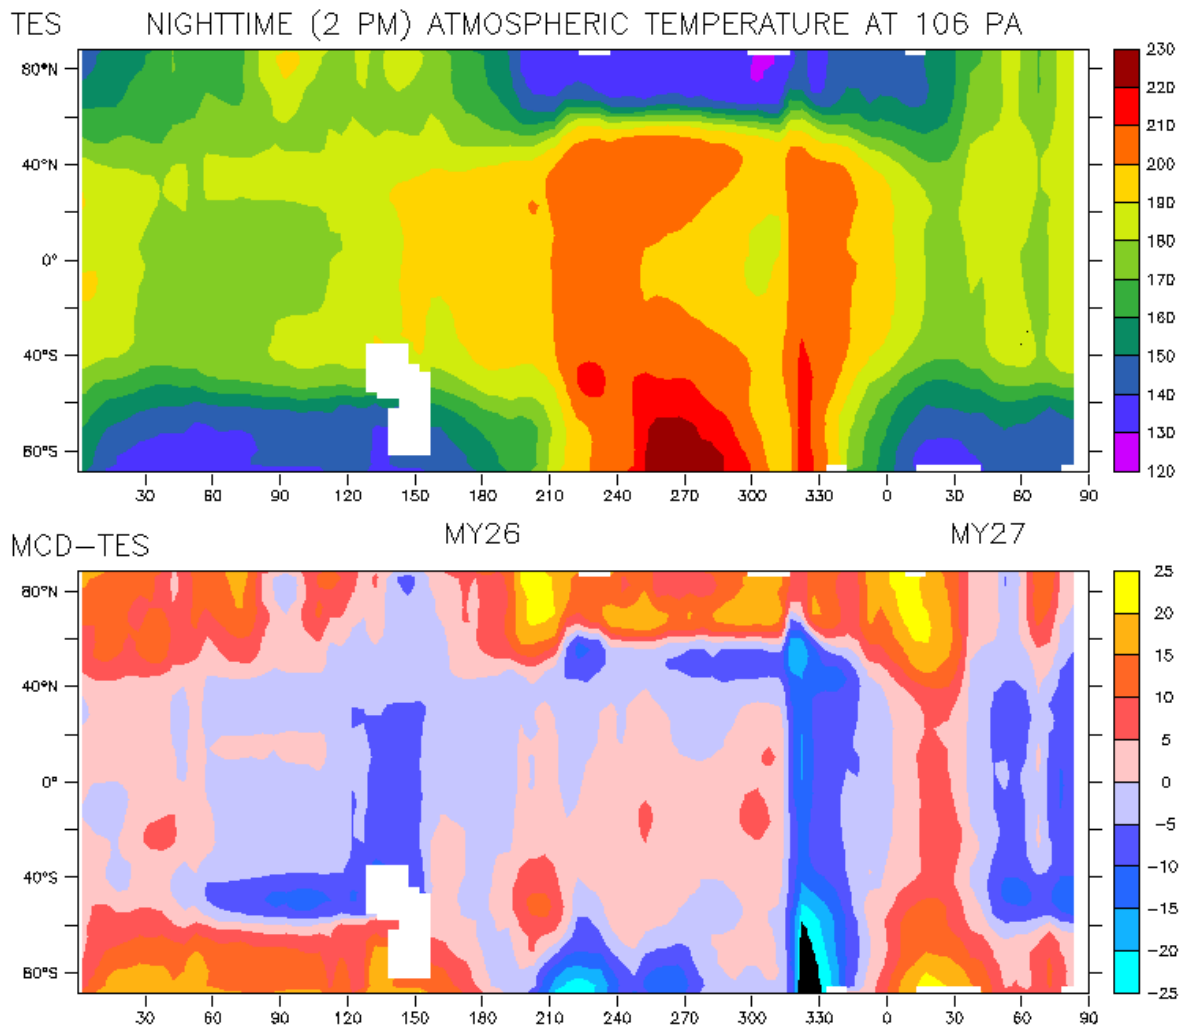 TES NIGHTTIME (2 PM) ATMOSPHERIC TEMPERATURE AT 106 PA
80°N
40°N
0°
40°S
80°S
30 60 90 120 150 180 210 240 270 300 330 0 30 60 90
230
220
210
200
190
180
170
160
150
140
130
120
MCD-TES MY26 MY27
80°N
40°N
0°
40°S
80°S
30 60 90 120 150 180 210 240 270 300 330 0 30 60 90
25
20
15
10
5
0
-5
-10
-15
-20
-25